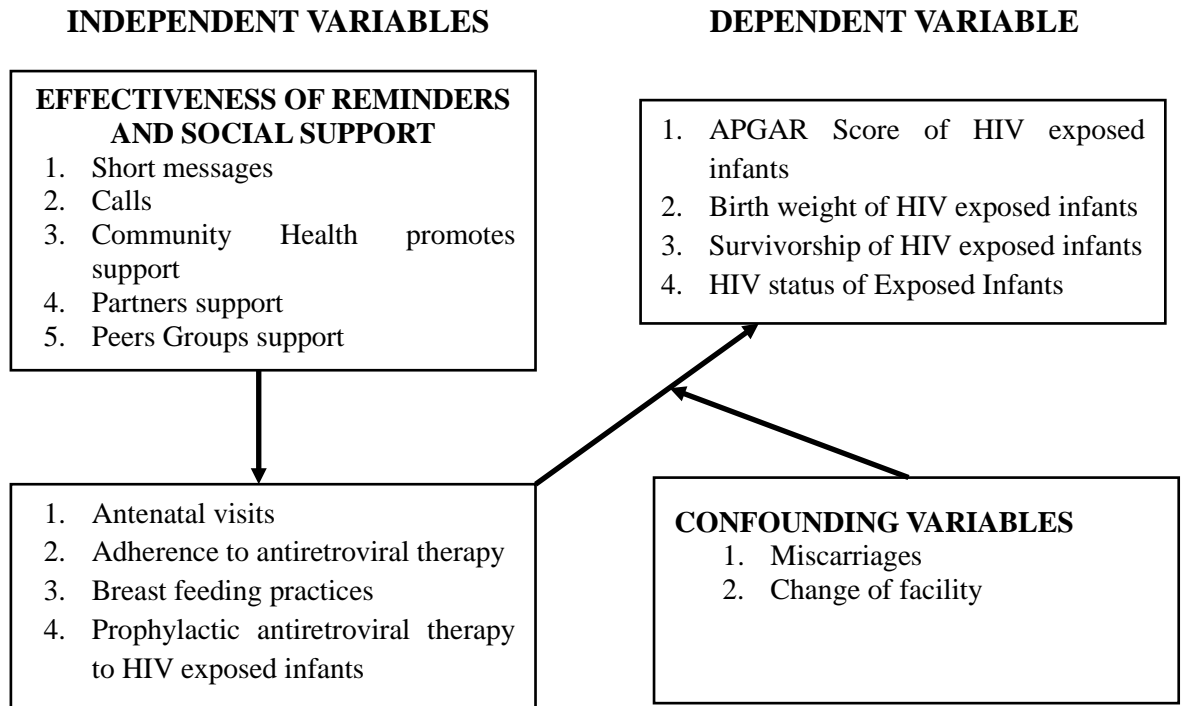 INDEPENDENT VARIABLES
DEPENDENT VARIABLE
EFFECTIVENESS OF REMINDERS
AND SOCIAL SUPPORT
1. Short messages
2. Calls
3. Community Health promotes
support
4. Partners support
5. Peers Groups support
1. APGAR Score of HIV exposed
infants
2. Birth weight of HIV exposed infants
3. Survivorship of HIV exposed infants
4. HIV status of Exposed Infants
1. Antenatal visits
2. Adherence to antiretroviral therapy
3. Breast feeding practices
4. Prophylactic antiretroviral therapy
to HIV exposed infants
CONFOUNDING VARIABLES
1. Miscarriages
2. Change of facility